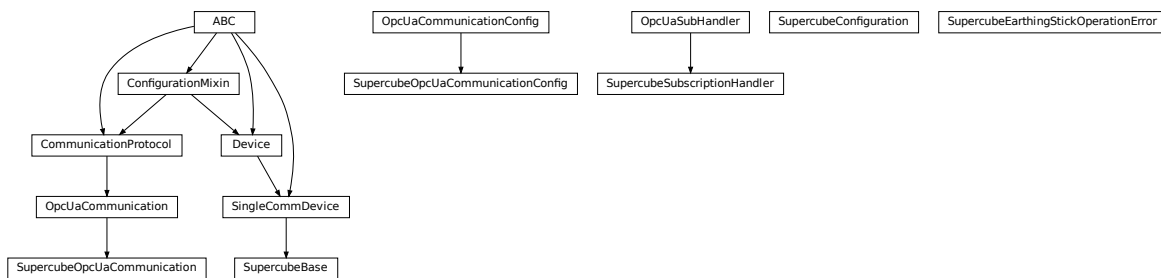 ABC
OpcUaCommunicationConfig
OpcUaSubHandler
SupercubeConfiguration
SupercubeEarthingStickOperationError
ConfigurationMixin
SupercubeOpcUaCommunicationConfig
SupercubeSubscriptionHandler
CommunicationProtocol
Device
OpcUaCommunication
SingleCommDevice
SupercubeOpcUaCommunication
SupercubeBase